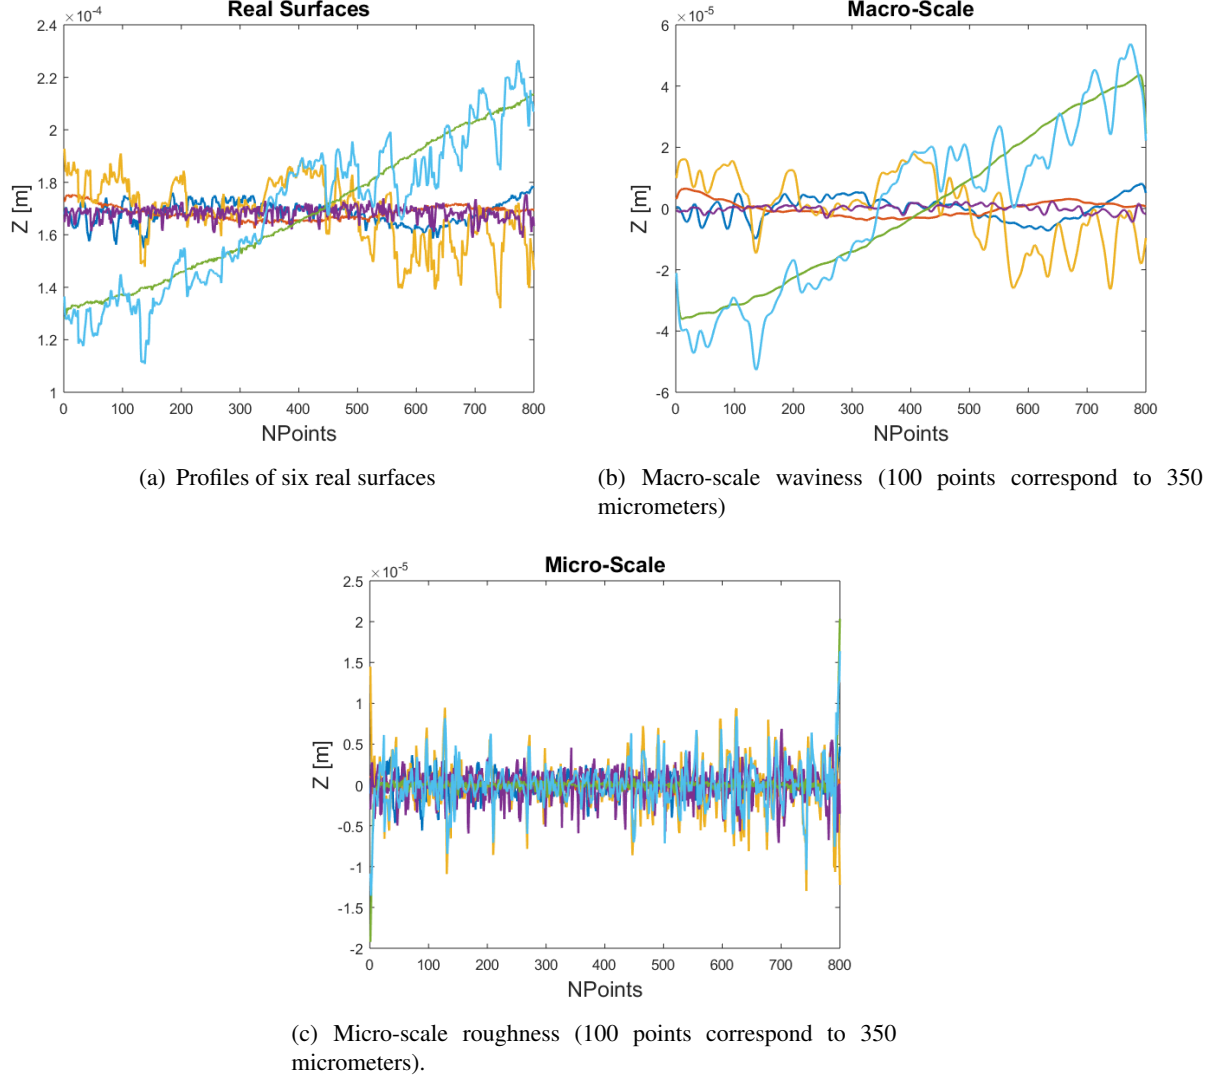 Real Surfaces
×10-4
2.4
2.2
2
1.8
1.6
1.4
1.2
1
Z [m]
0 100 200 300 400 500 600 700 800
NPoints
(a) Profiles of six real surfaces
Macro-Scale
×10-5
6
4
2
0
-2
-4
-6
Z [m]
0 100 200 300 400 500 600 700 800
NPoints
(b) Macro-scale waviness (100 points correspond to 350
micrometers)
Micro-Scale
×10-5
2.5
2
1.5
1
0.5
0
-0.5
-1
-1.5
-2
Z [m]
0 100 200 300 400 500 600 700 800
NPoints
(c) Micro-scale roughness (100 points correspond to 350
micrometers).